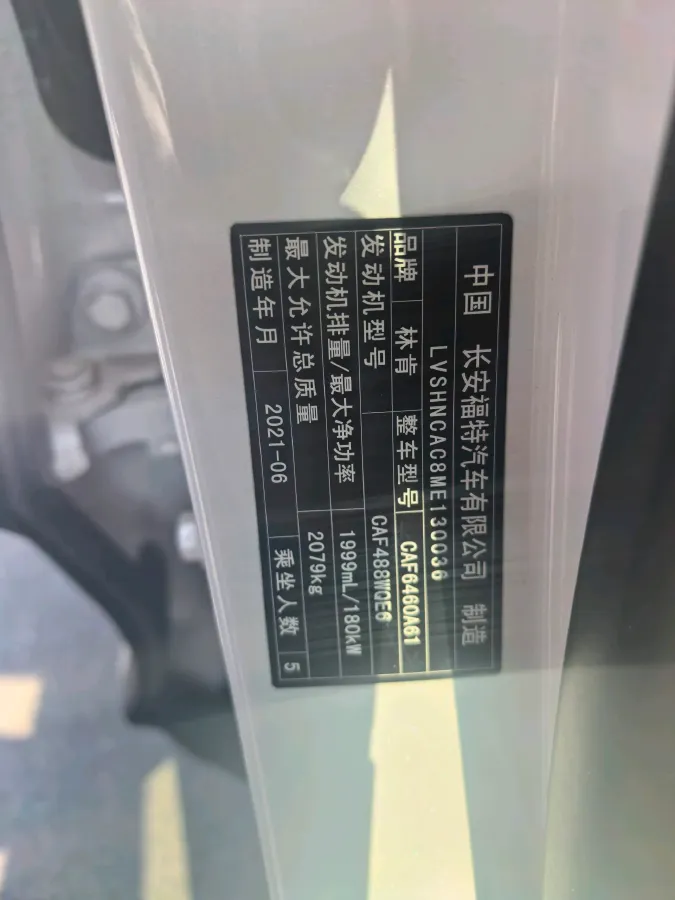 中国 长安福特汽车有限公司 制造
LVSHNCAC8ME130036
品牌 林肯 整车型号 CAF6460A61
发动机型号 CAF488WQE6
发动机排量/最大净功率 1999mL/180kW
最大允许总质量 2079kg
制造年月 2021-06 乘坐人数 5